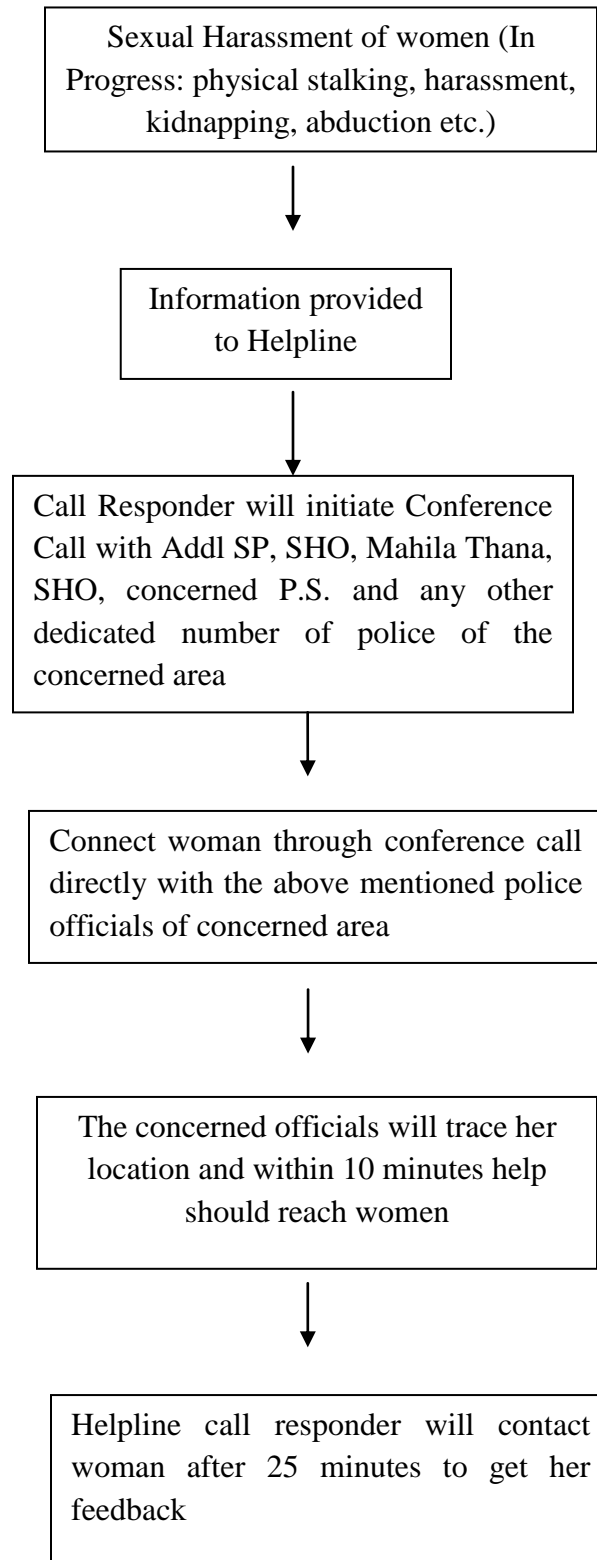 Sexual Harassment of women (In
Progress: physical stalking, harassment,
kidnapping, abduction etc.)
Information provided
to Helpline
Call Responder will initiate Conference
Call with Addl SP, SHO, Mahila Thana,
SHO, concerned P.S. and any other
dedicated number of police of the
concerned area
Connect woman through conference call
directly with the above mentioned police
officials of concerned area
The concerned officials will trace her
location and within 10 minutes help
should reach women
Helpline call responder will contact
woman after 25 minutes to get her
feedback